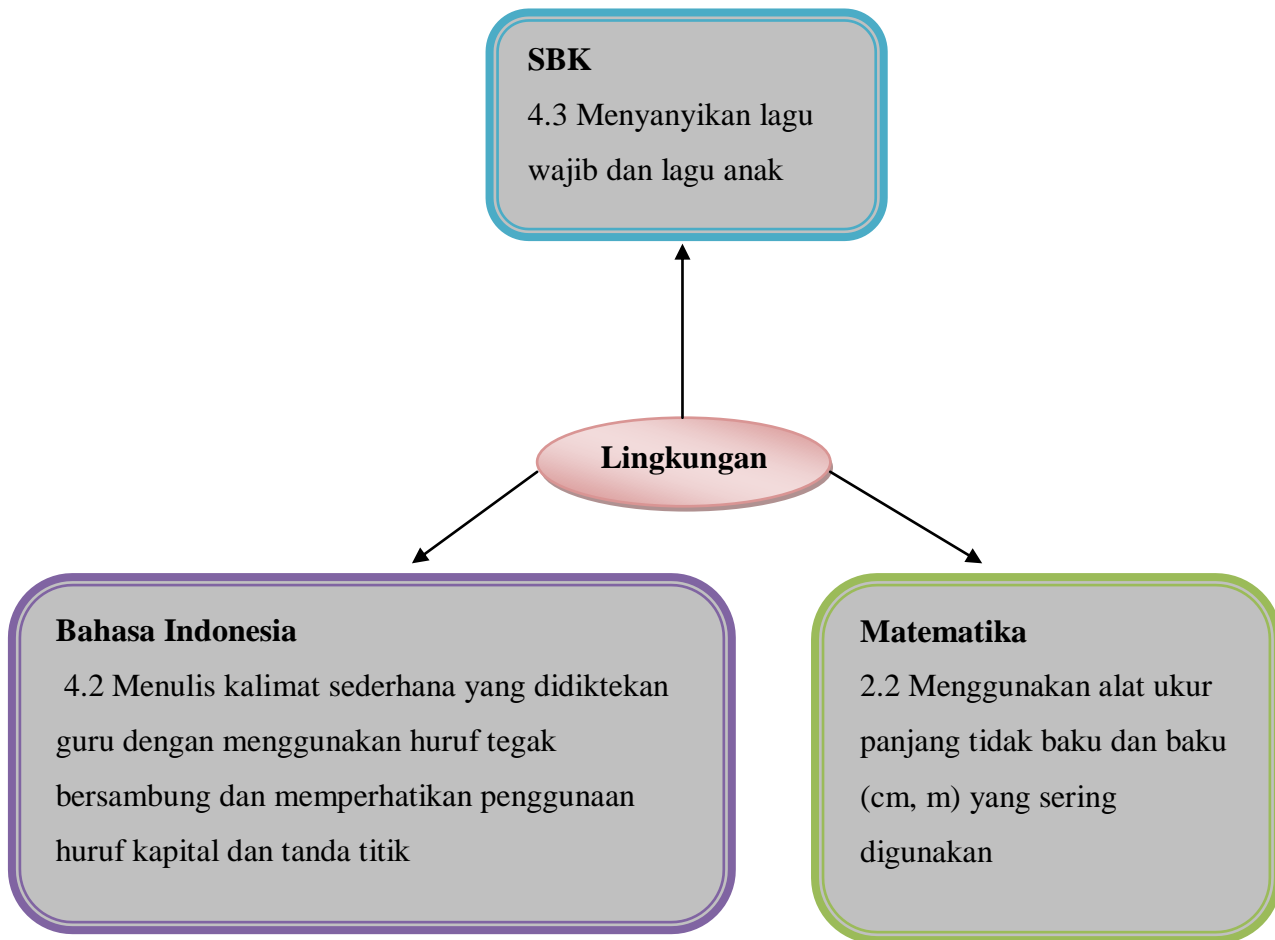 SBK
4.3 Menyanyikan lagu
wajib dan lagu anak
Lingkungan
Bahasa Indonesia
4.2 Menulis kalimat sederhana yang didiktekan
guru dengan menggunakan huruf tegak
bersambung dan memperhatikan penggunaan
huruf kapital dan tanda titik
Matematika
2.2 Menggunakan alat ukur
panjang tidak baku dan baku
(cm, m) yang sering
digunakan